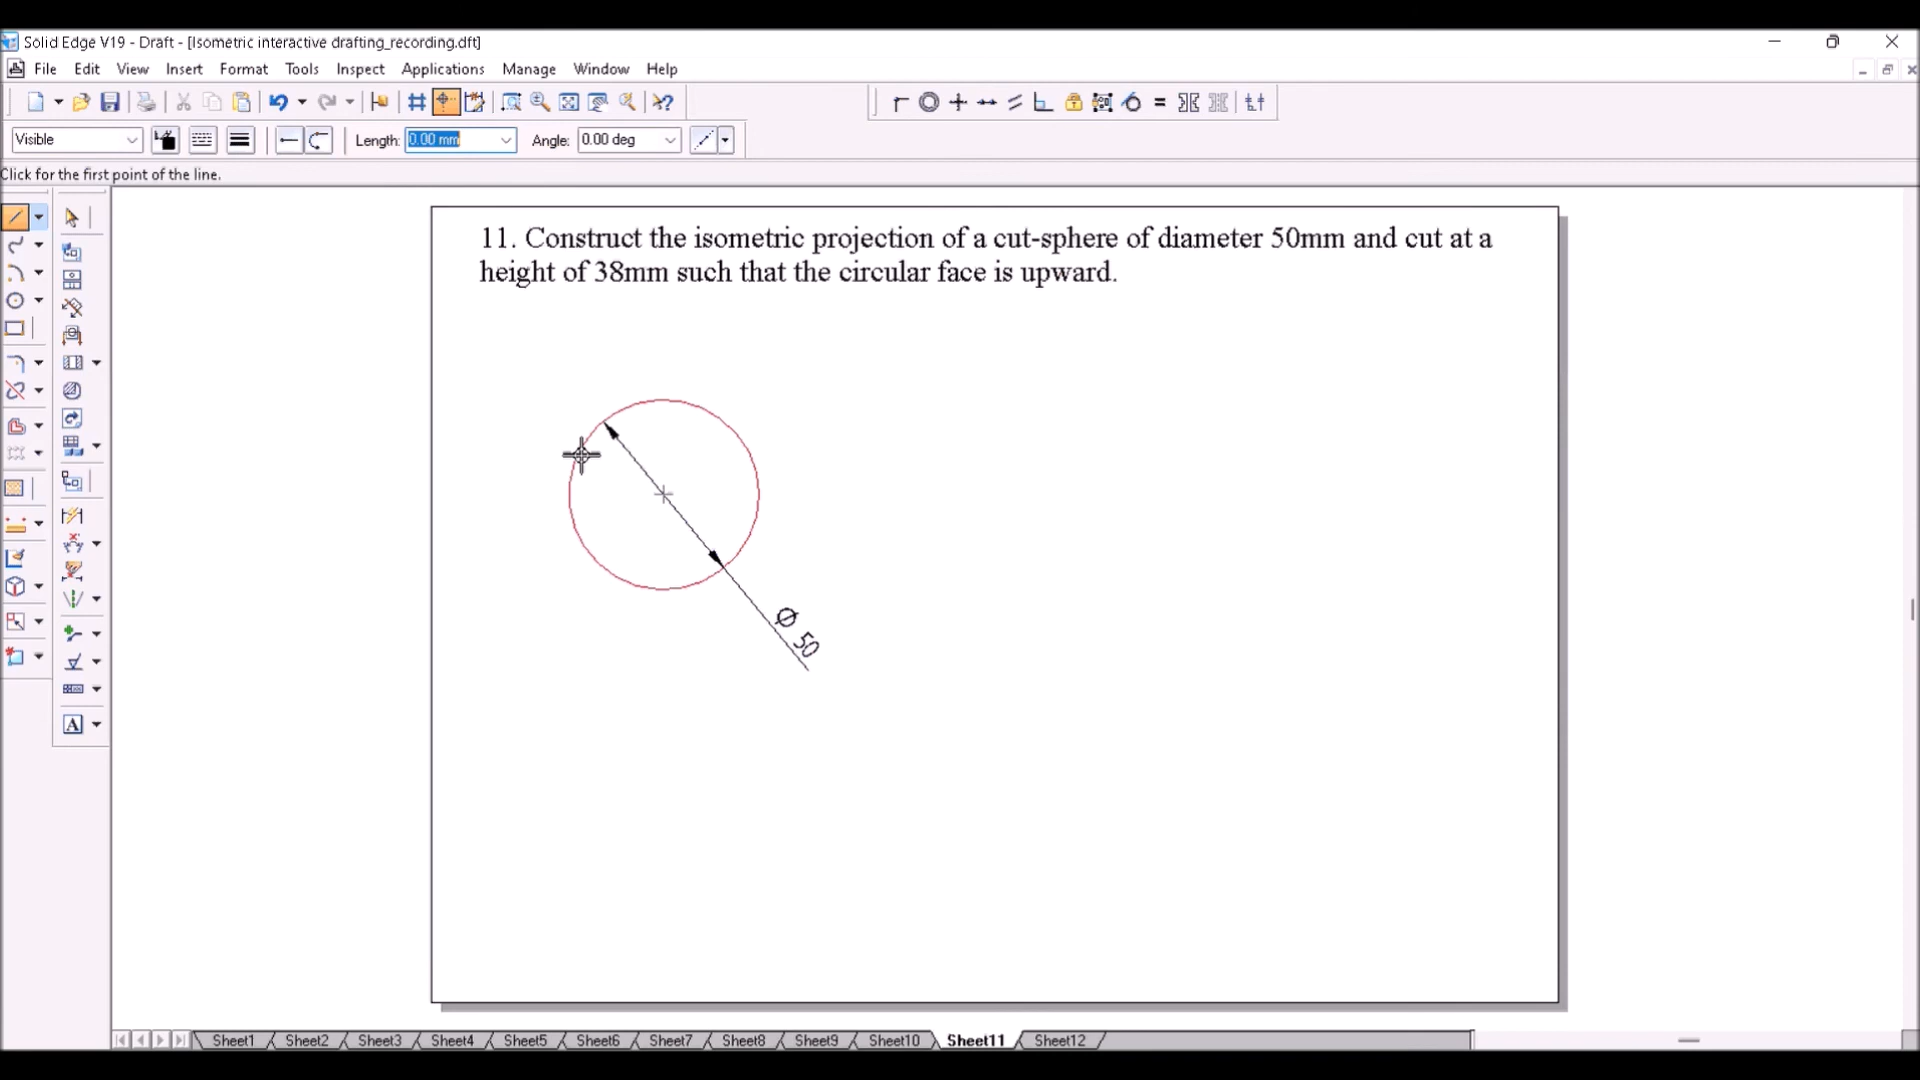 Solid Edge V19 - Draft - [Isometric interactive drafting_recording.dft]
File Edit View Insert Format Tools Inspect Applications Manage Window Help
Visible Length: 0.00 mm Angle: 0.00 deg
Click for the first point of the line.
11. Construct the isometric projection of a cut-sphere of diameter 50mm and cut at a
height of 38mm such that the circular face is upward.
Ø 50
A
Sheet1 Sheet2 Sheet3 Sheet4 Sheet5 Sheet6 Sheet7 Sheet8 Sheet9 Sheet10 Sheet11 Sheet12